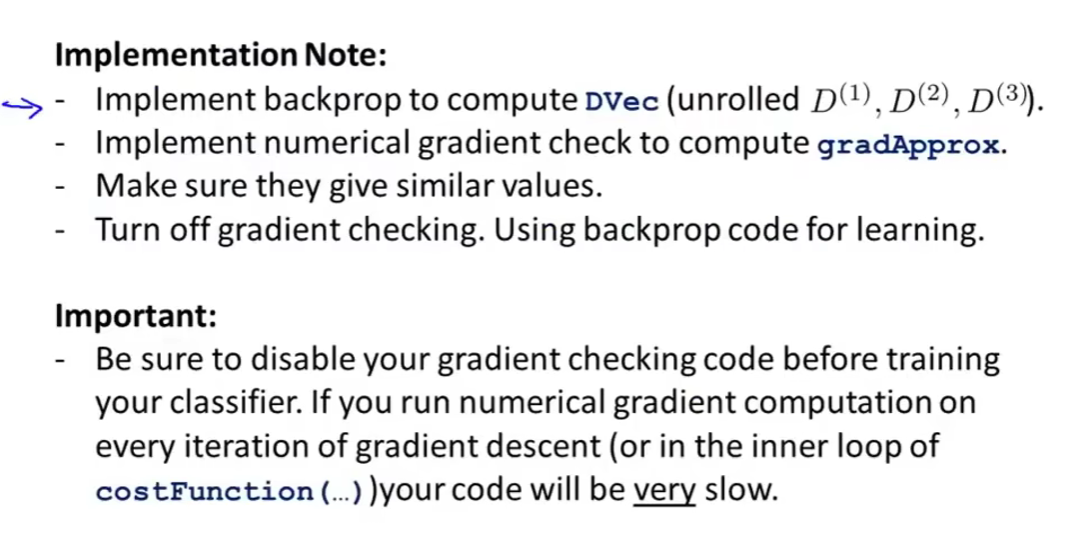 Implementation Note:
- Implement backprop to compute DVec (unrolled D⁽¹⁾, D⁽²⁾, D⁽³⁾).
- Implement numerical gradient check to compute gradApprox.
- Make sure they give similar values.
- Turn off gradient checking. Using backprop code for learning.
Important:
- Be sure to disable your gradient checking code before training
your classifier. If you run numerical gradient computation on
every iteration of gradient descent (or in the inner loop of
costFunction(…))your code will be very slow.